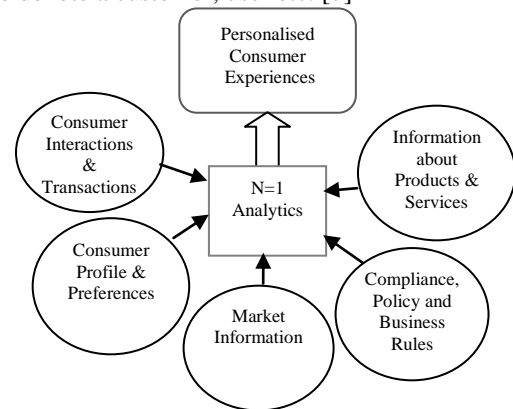 Personalised
Consumer
Experiences
Consumer
Interactions
&
Transactions
Information
about
Products &
Services
N=1
Analytics
Consumer
Profile &
Preferences
Market
Information
Compliance,
Policy and
Business
Rules